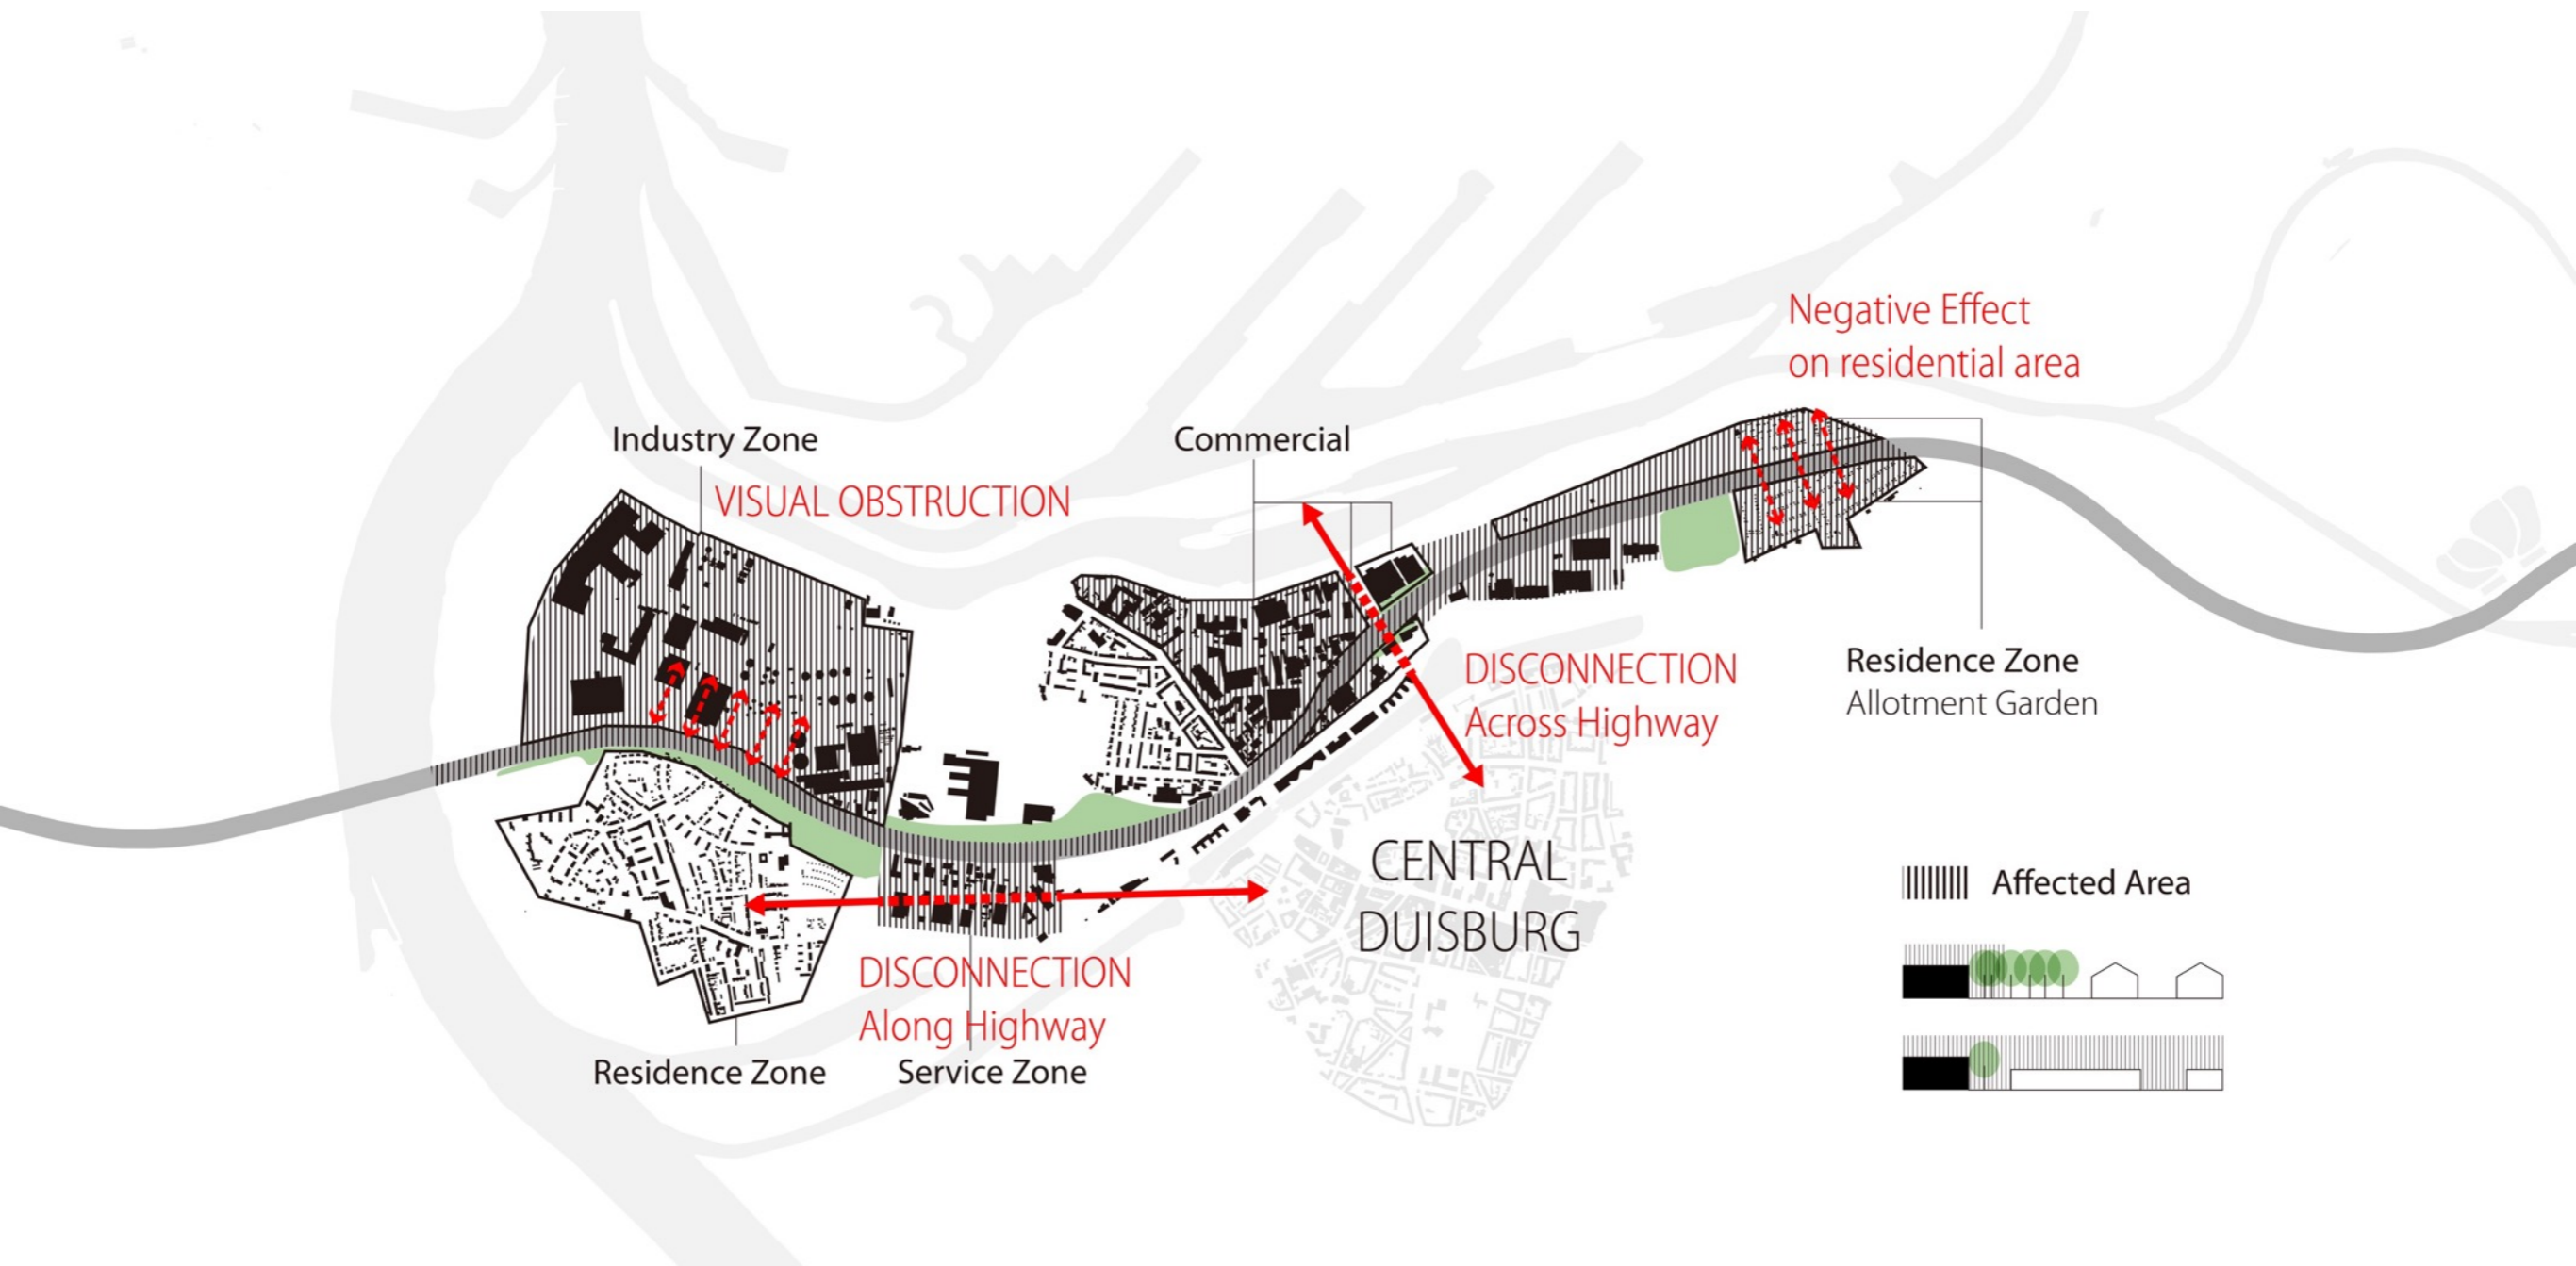 Negative Effect
on residential area
Industry Zone
VISUAL OBSTRUCTION
Commercial
DISCONNECTION
Across Highway
Residence Zone
Allotment Garden
CENTRAL
DUISBURG
Affected Area
DISCONNECTION
Along Highway
Residence Zone
Service Zone